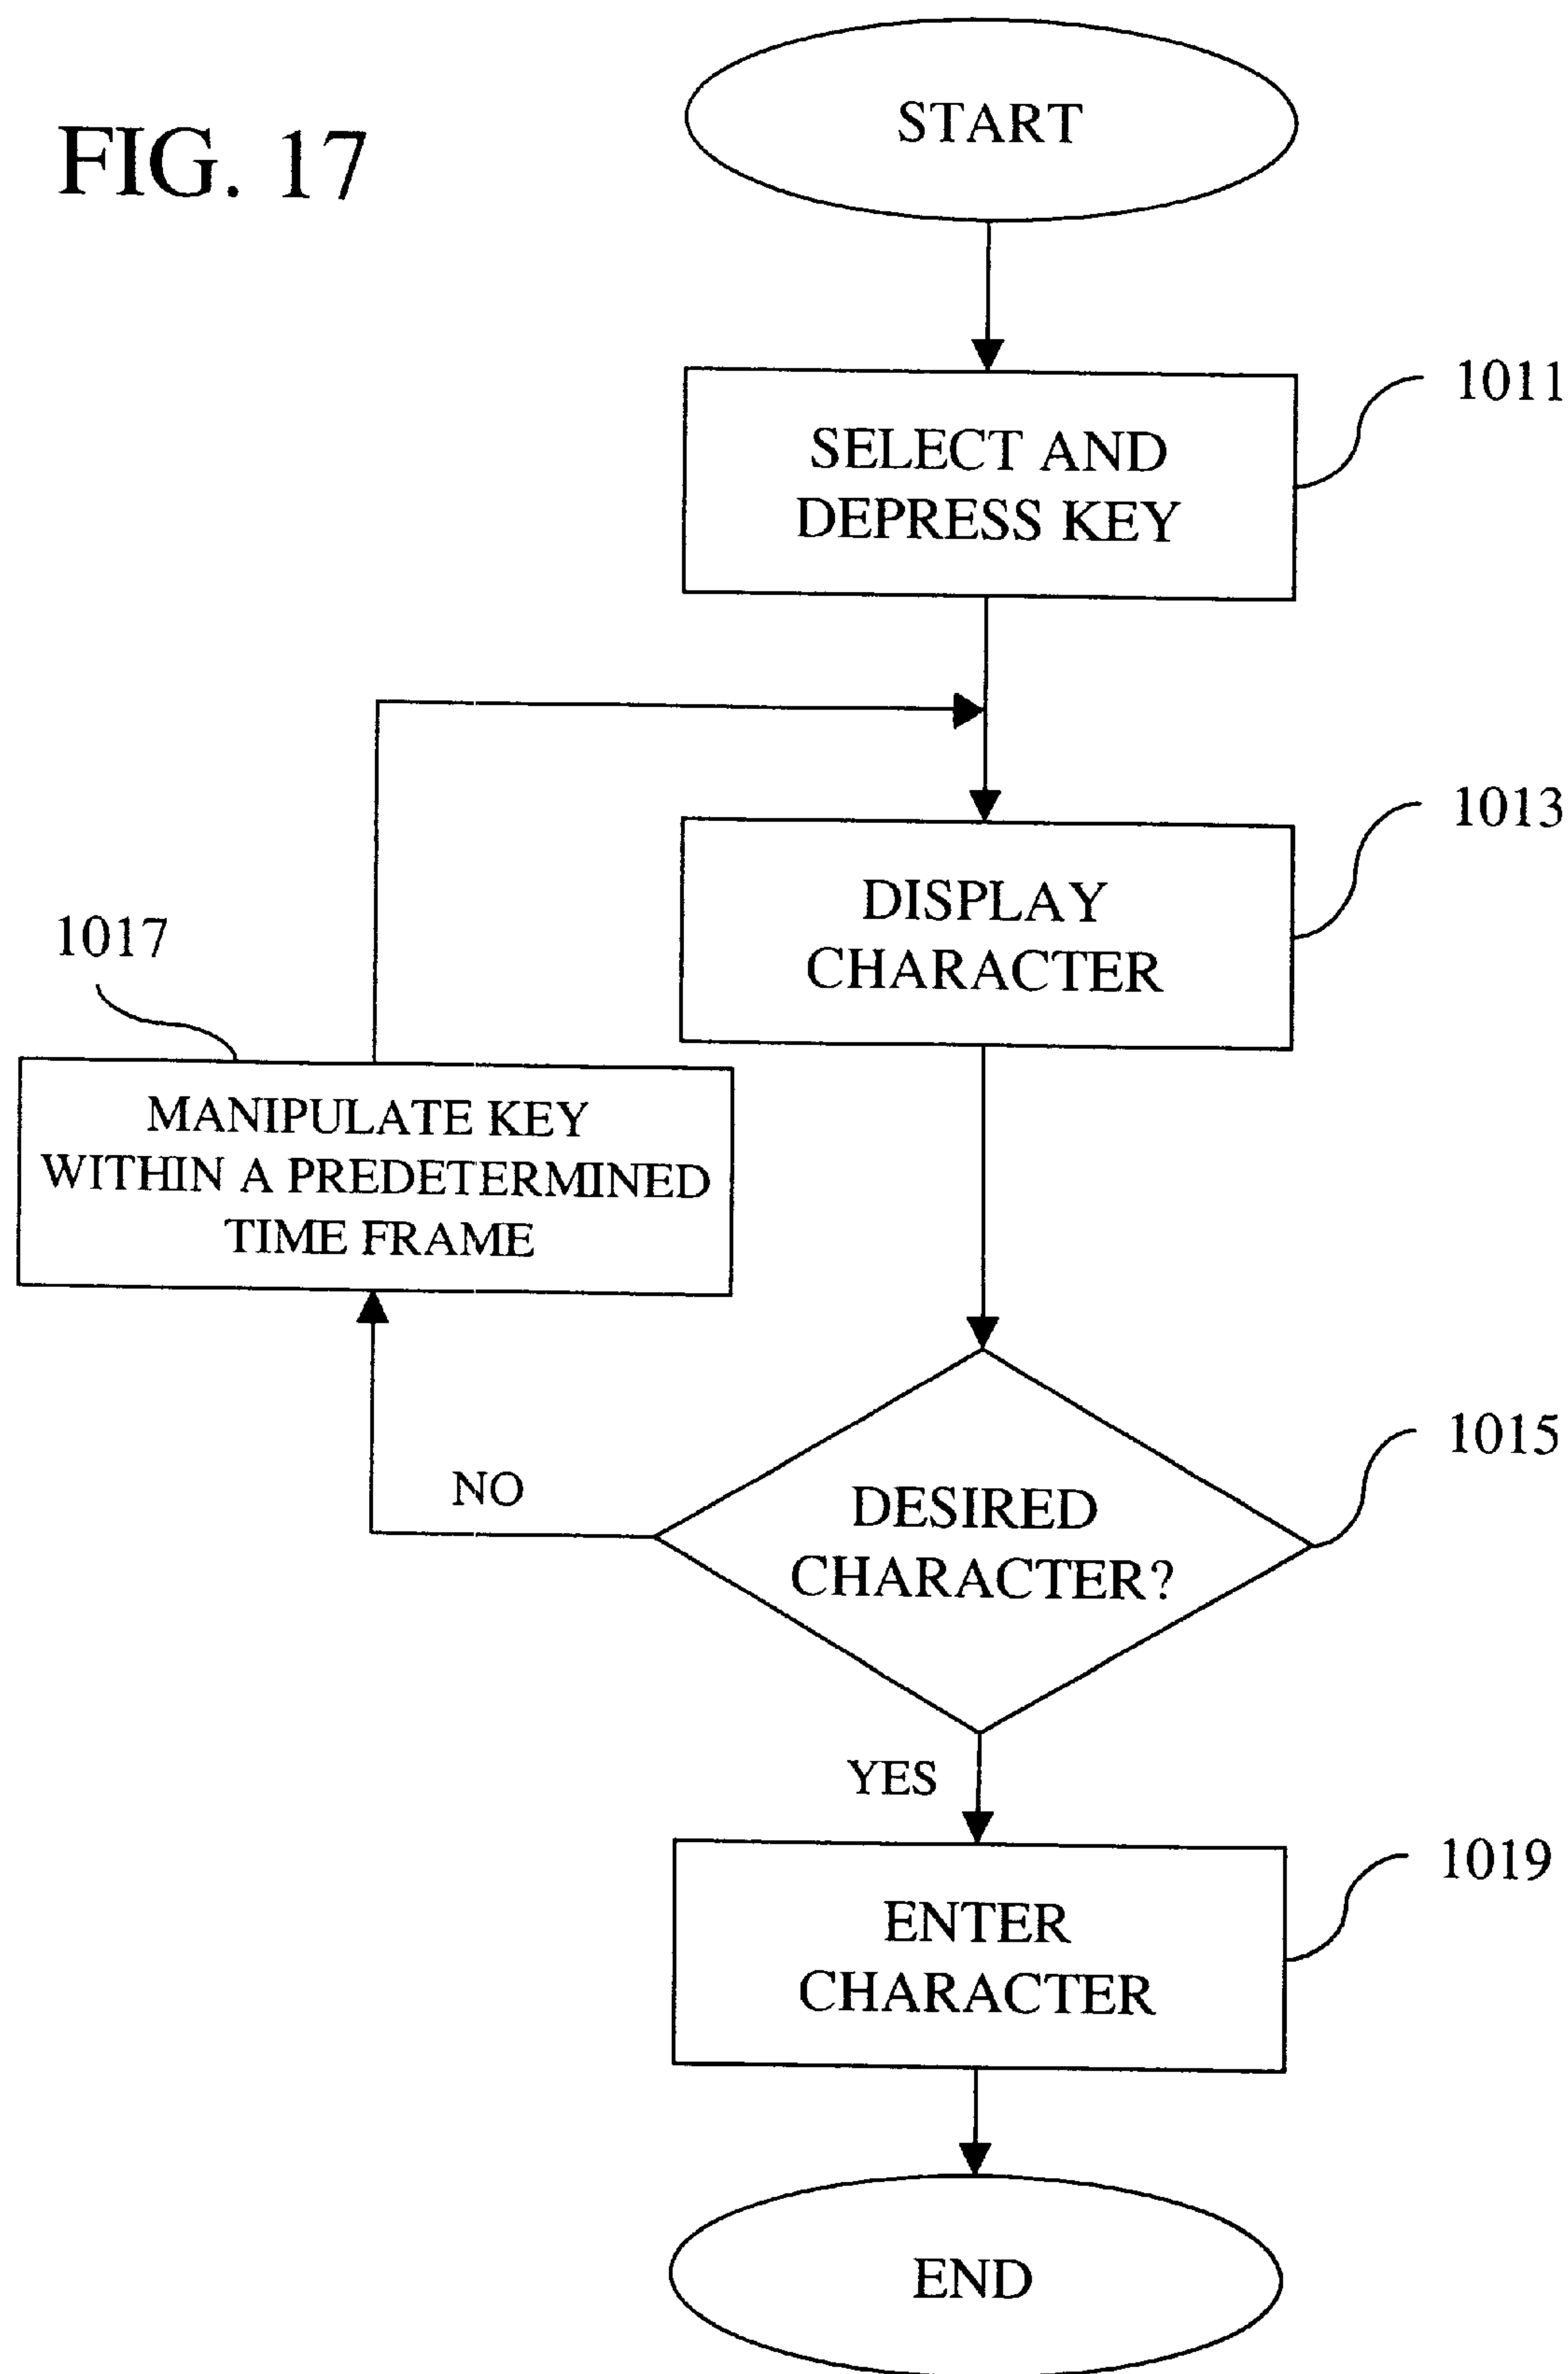 FIG. 17
START
1011
SELECT AND
DEPRESS KEY
1013
DISPLAY
CHARACTER
1017
MANIPULATE KEY
WITHIN A PREDETERMINED
TIME FRAME
1015
DESIRED
CHARACTER?
NO
YES
1019
ENTER
CHARACTER
END